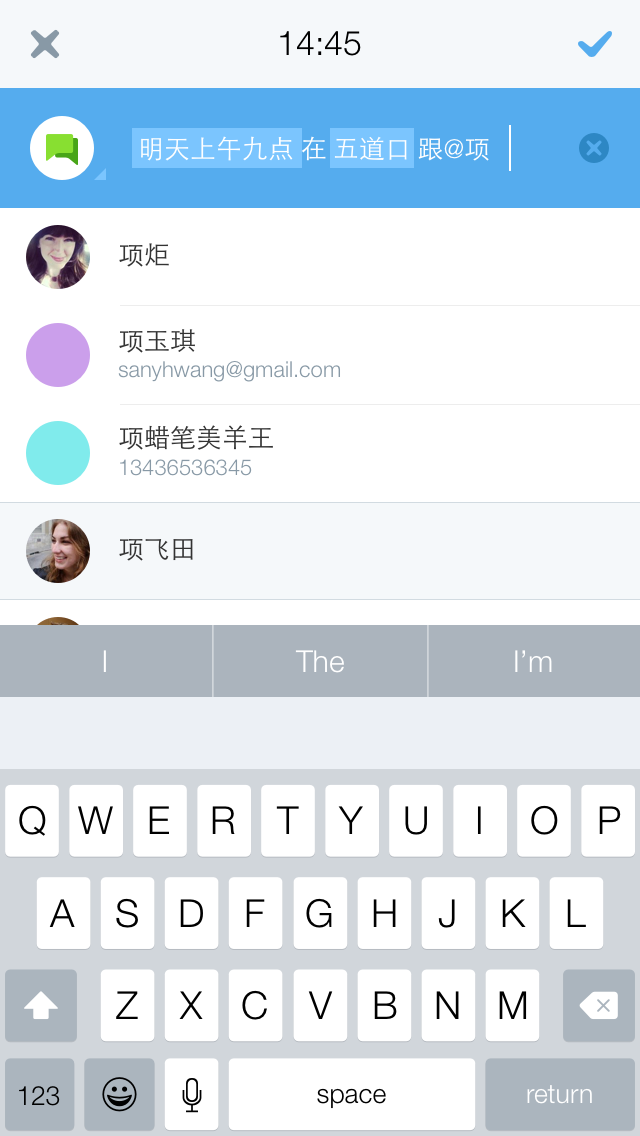 14:45
明天上午九点 在 五道口 跟@项
项炬
项玉琪
sanyhwang@gmail.com
项蜡笔美羊王
13436536345
项飞田
I The I'm
Q W E R T Y U I O P
A S D F G H J K L
Z X C V B N M
123 space return